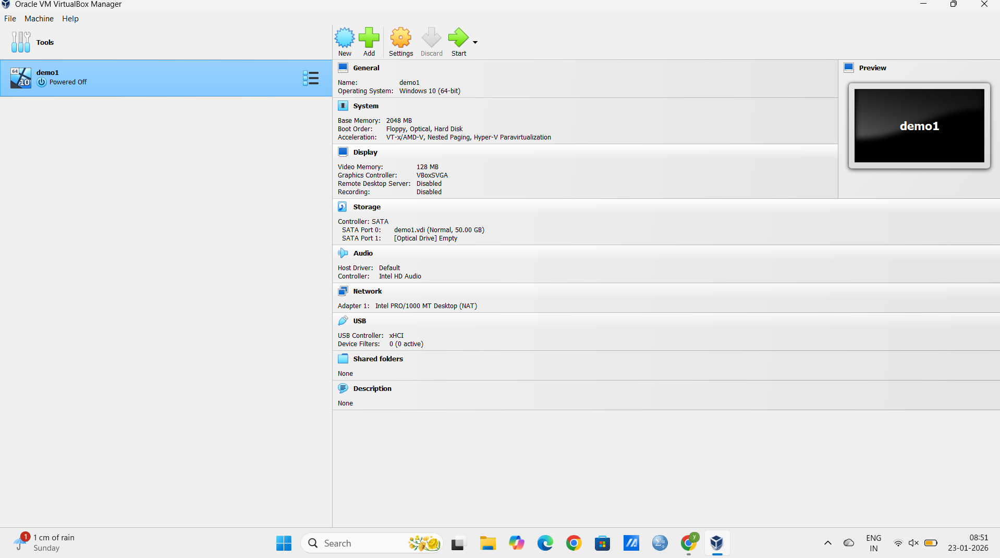 Oracle VM VirtualBox Manager
File Machine Help
Tools
New Add Settings Discard Start
64
10
demo1
Powered Off
General
Name: demo1
Operating System: Windows 10 (64-bit)
System
Base Memory: 2048 MB
Boot Order: Floppy, Optical, Hard Disk
Acceleration: VT-x/AMD-V, Nested Paging, Hyper-V Paravirtualization
Display
Video Memory: 128 MB
Graphics Controller: VBoxSVGA
Remote Desktop Server: Disabled
Recording: Disabled
Preview
demo1
Storage
Controller: SATA
SATA Port 0: demo1.vdi (Normal, 50.00 GB)
SATA Port 1: [Optical Drive] Empty
Audio
Host Driver: Default
Controller: Intel HD Audio
Network
Adapter 1: Intel PRO/1000 MT Desktop (NAT)
USB
USB Controller: xHCI
Device Filters: 0 (0 active)
Shared folders
None
Description
None
1
1 cm of rain
Sunday
Search
y
ENG
IN
08:51
23-01-2026